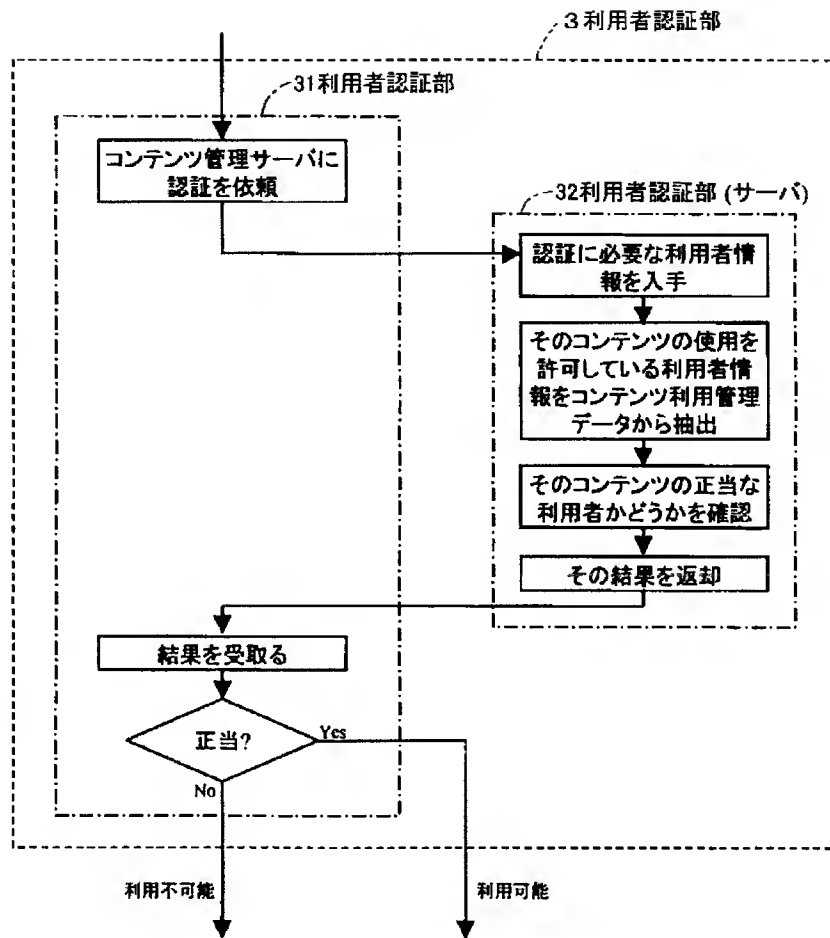 3利用者認証部
31利用者認証部
コンテンツ管理サーバに
認証を依頼
32利用者認証部 (サーバ)
認証に必要な利用者情
報を入手
そのコンテンツの使用を
許可している利用者情
報をコンテンツ利用管理
データから抽出
そのコンテンツの正当な
利用者かどうかを確認
その結果を返却
結果を受取る
正当?
Yes
No
利用不可能
利用可能